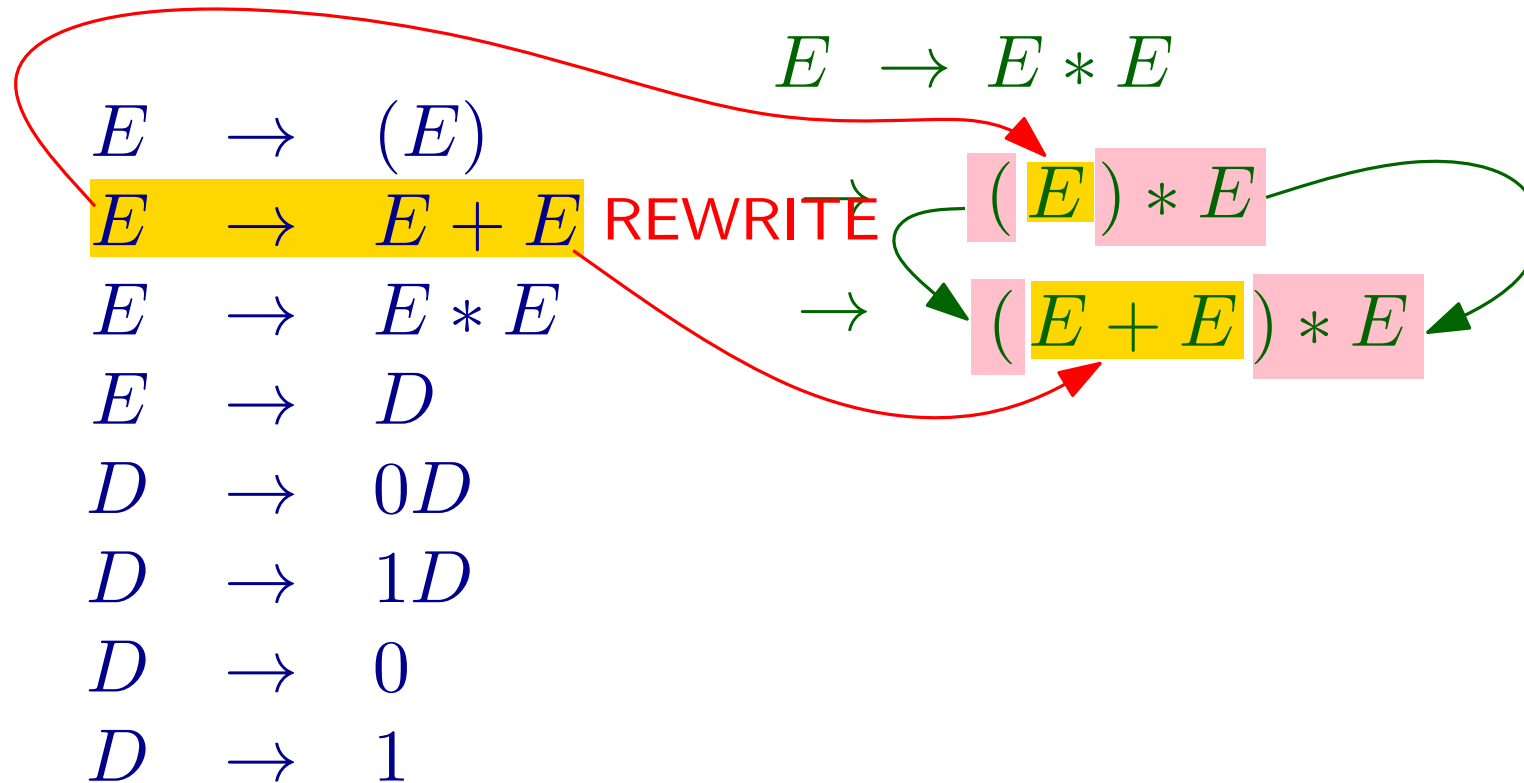 E → E ∗ E
E → (E)
E → E + E REWRITE → (E) ∗ E
E → E ∗ E → (E + E) ∗ E
E → D
D → 0D
D → 1D
D → 0
D → 1